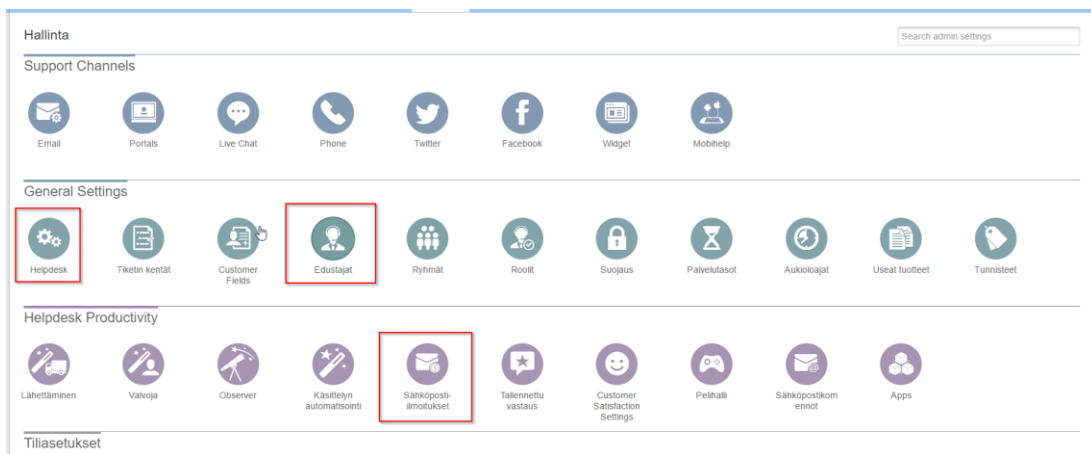 Hallinta
Search admin settings
Support Channels
Email
Portals
Live Chat
Phone
Twitter
Facebook
Widget
Mobihelp
General Settings
Helpdesk
Tiketin kentät
Customer
Fields
Edustajat
Ryhmät
Roolit
Suojaus
Palvelutasot
Aukioloajat
Useat tuotteet
Tunnisteet
Helpdesk Productivity
Lähettäminen
Valvoja
Observer
Käsittelyn
automatisointi
Sähköposti-
ilmoitukset
Tallennettu
vastaus
Customer
Satisfaction
Settings
Pelihalli
Sähköpostikom
ennot
Apps
Tiliasetukset